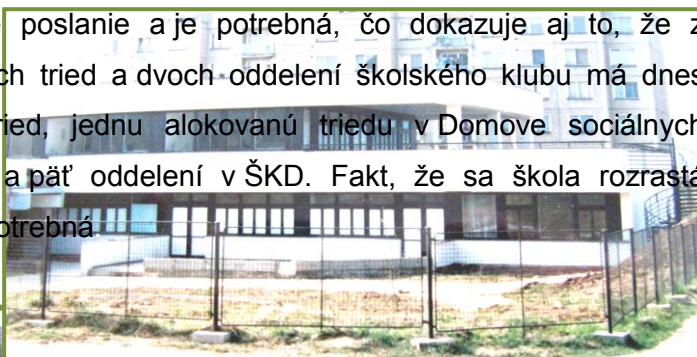 poslanie a je potrebná, čo dokazuje aj to, že z
ch tried a dvoch oddelení školského klubu má dnes
ried, jednu alokovanú triedu v Domove sociálnych
a päť oddelení v ŠKD. Fakt, že sa škola rozrastá
otrebná